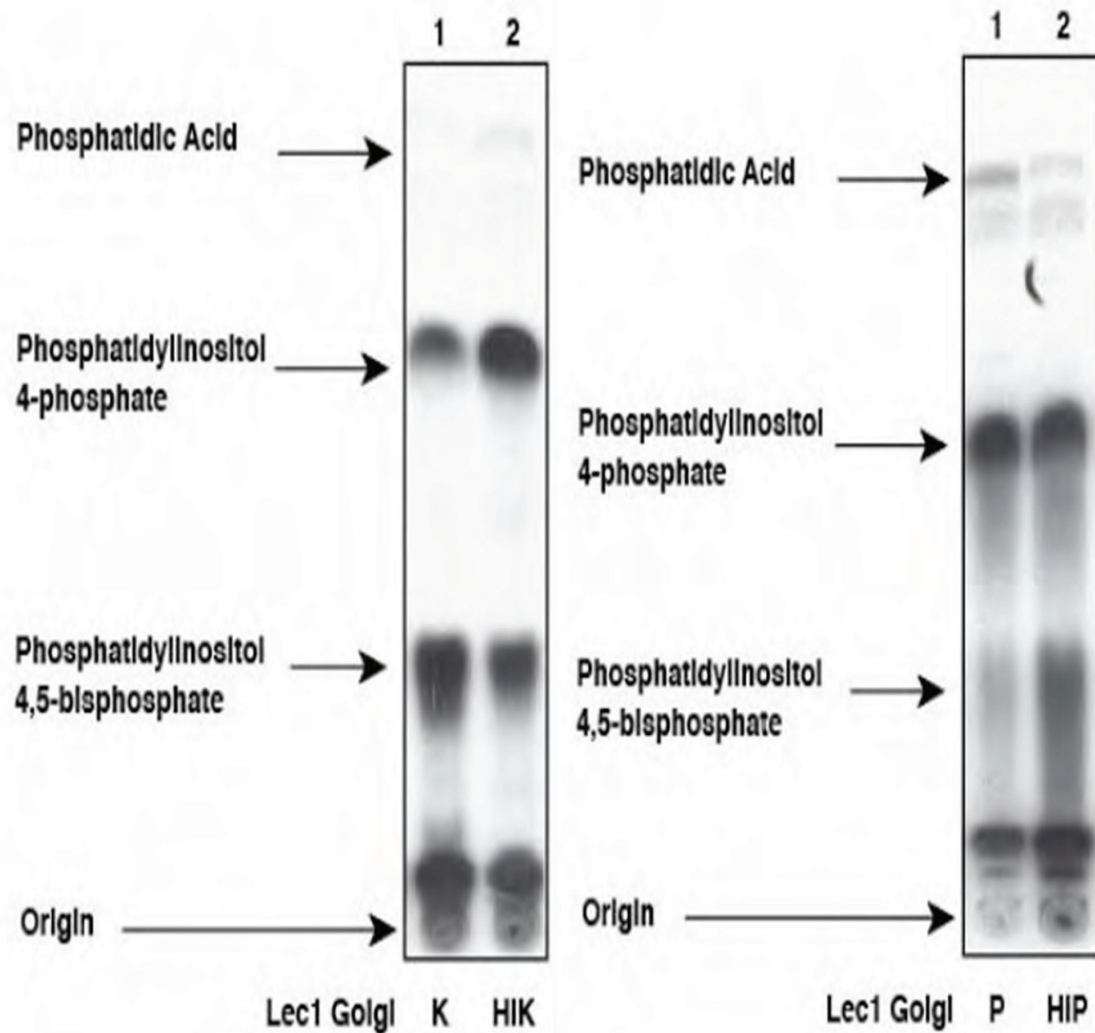 1 2
Phosphatidic Acid
Phosphatidylinositol
4-phosphate
Phosphatidylinositol
4,5-bisphosphate
Origin
Lec1 Golgi K HIK
1 2
Phosphatidic Acid
Phosphatidylinositol
4-phosphate
Phosphatidylinositol
4,5-bisphosphate
Origin
Lec1 Golgi P HIP